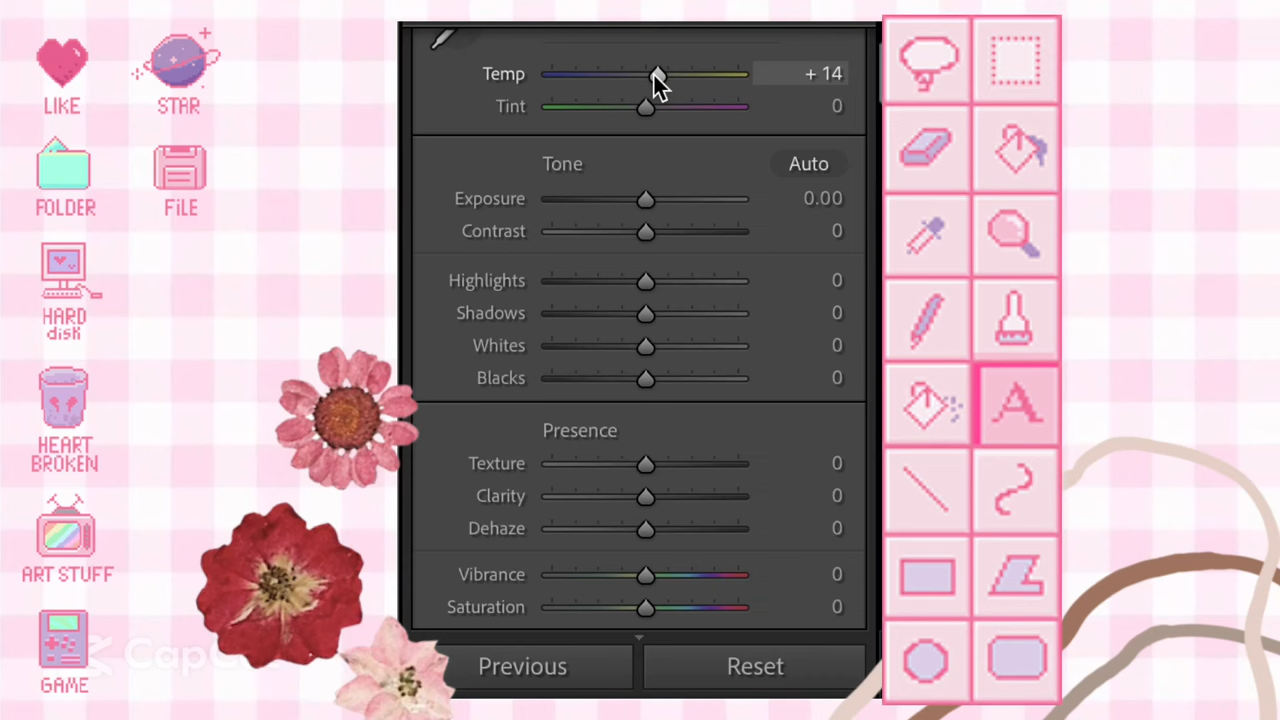 LIKE
STAR
FOLDER
FiLE
HARD
disk
HEART
BROKEN
ART STUFF
GAME
Temp + 14
Tint 0
Tone Auto
Exposure 0.00
Contrast 0
Highlights 0
Shadows 0
Whites 0
Blacks 0
Presence
Texture 0
Clarity 0
Dehaze 0
Vibrance 0
Saturation 0
Previous Reset
A